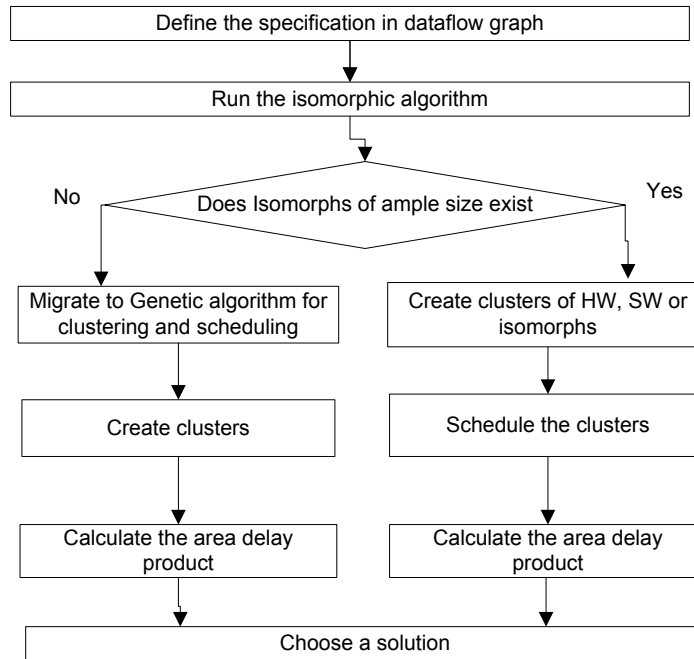 Define the specification in dataflow graph
Run the isomorphic algorithm
Does Isomorphs of ample size exist
No
Yes
Migrate to Genetic algorithm for
clustering and scheduling
Create clusters of HW, SW or
isomorphs
Create clusters
Schedule the clusters
Calculate the area delay
product
Calculate the area delay
product
Choose a solution